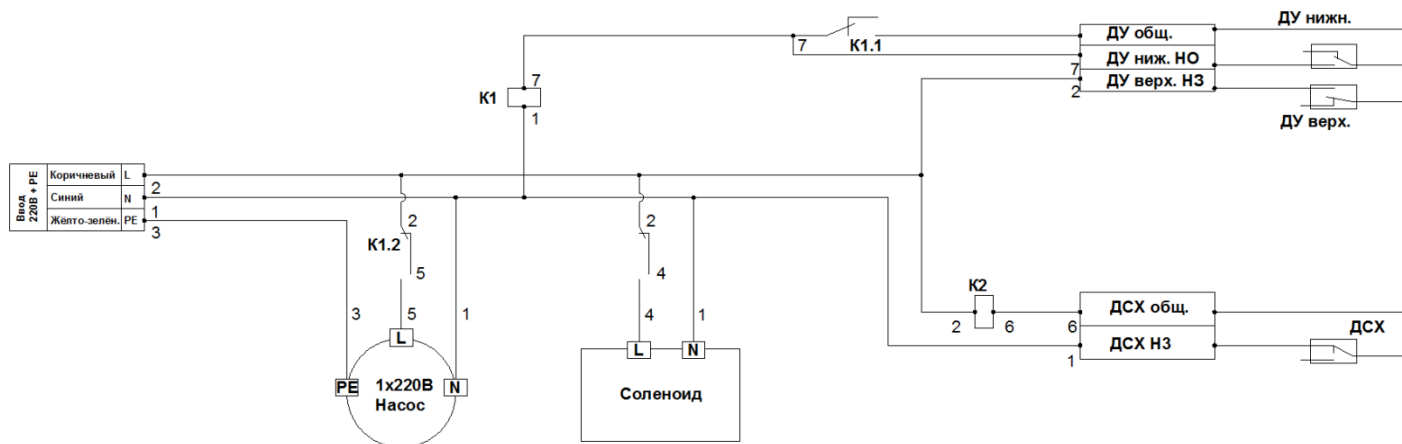 ДУ нижн.
ДУ общ.
7
К1.1
ДУ ниж. НО
7
ДУ верх. НЗ
2
ДУ верх.
7
К1
1
Ввод
220В + РЕ
Коричневый L
2
Синий N
1
Жёлто-зелён. PE
3
2
К1.2
5
2
4
3
5
1
4
1
L
PE
1х220В
Насос
N
L
N
Соленоид
К2
2
6
ДСХ общ.
6
ДСХ НЗ
1
ДСХ